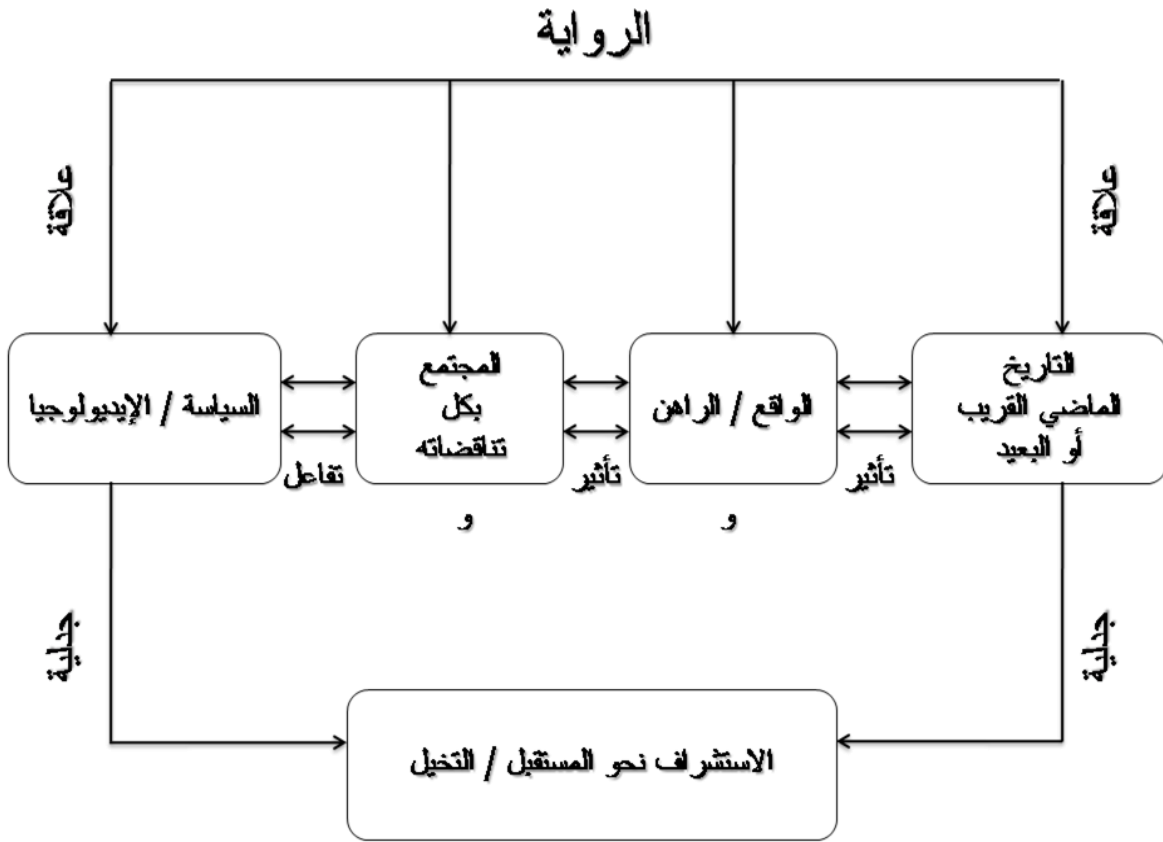 الرواية
علاقة
علاقة
التاريخ
الماضي القريب
أو البعيد
الواقع / الراهن
المجتمع
بكل
تناقضاته
السياسة / الإيديولوجيا
تأثير
و
تأثير
و
تفاعل
جدلية
جدلية
الاستشراف نحو المستقبل / التخيل